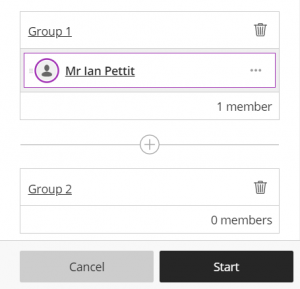 Group 1
Mr Ian Pettit
1 member
Group 2
0 members
Cancel Start